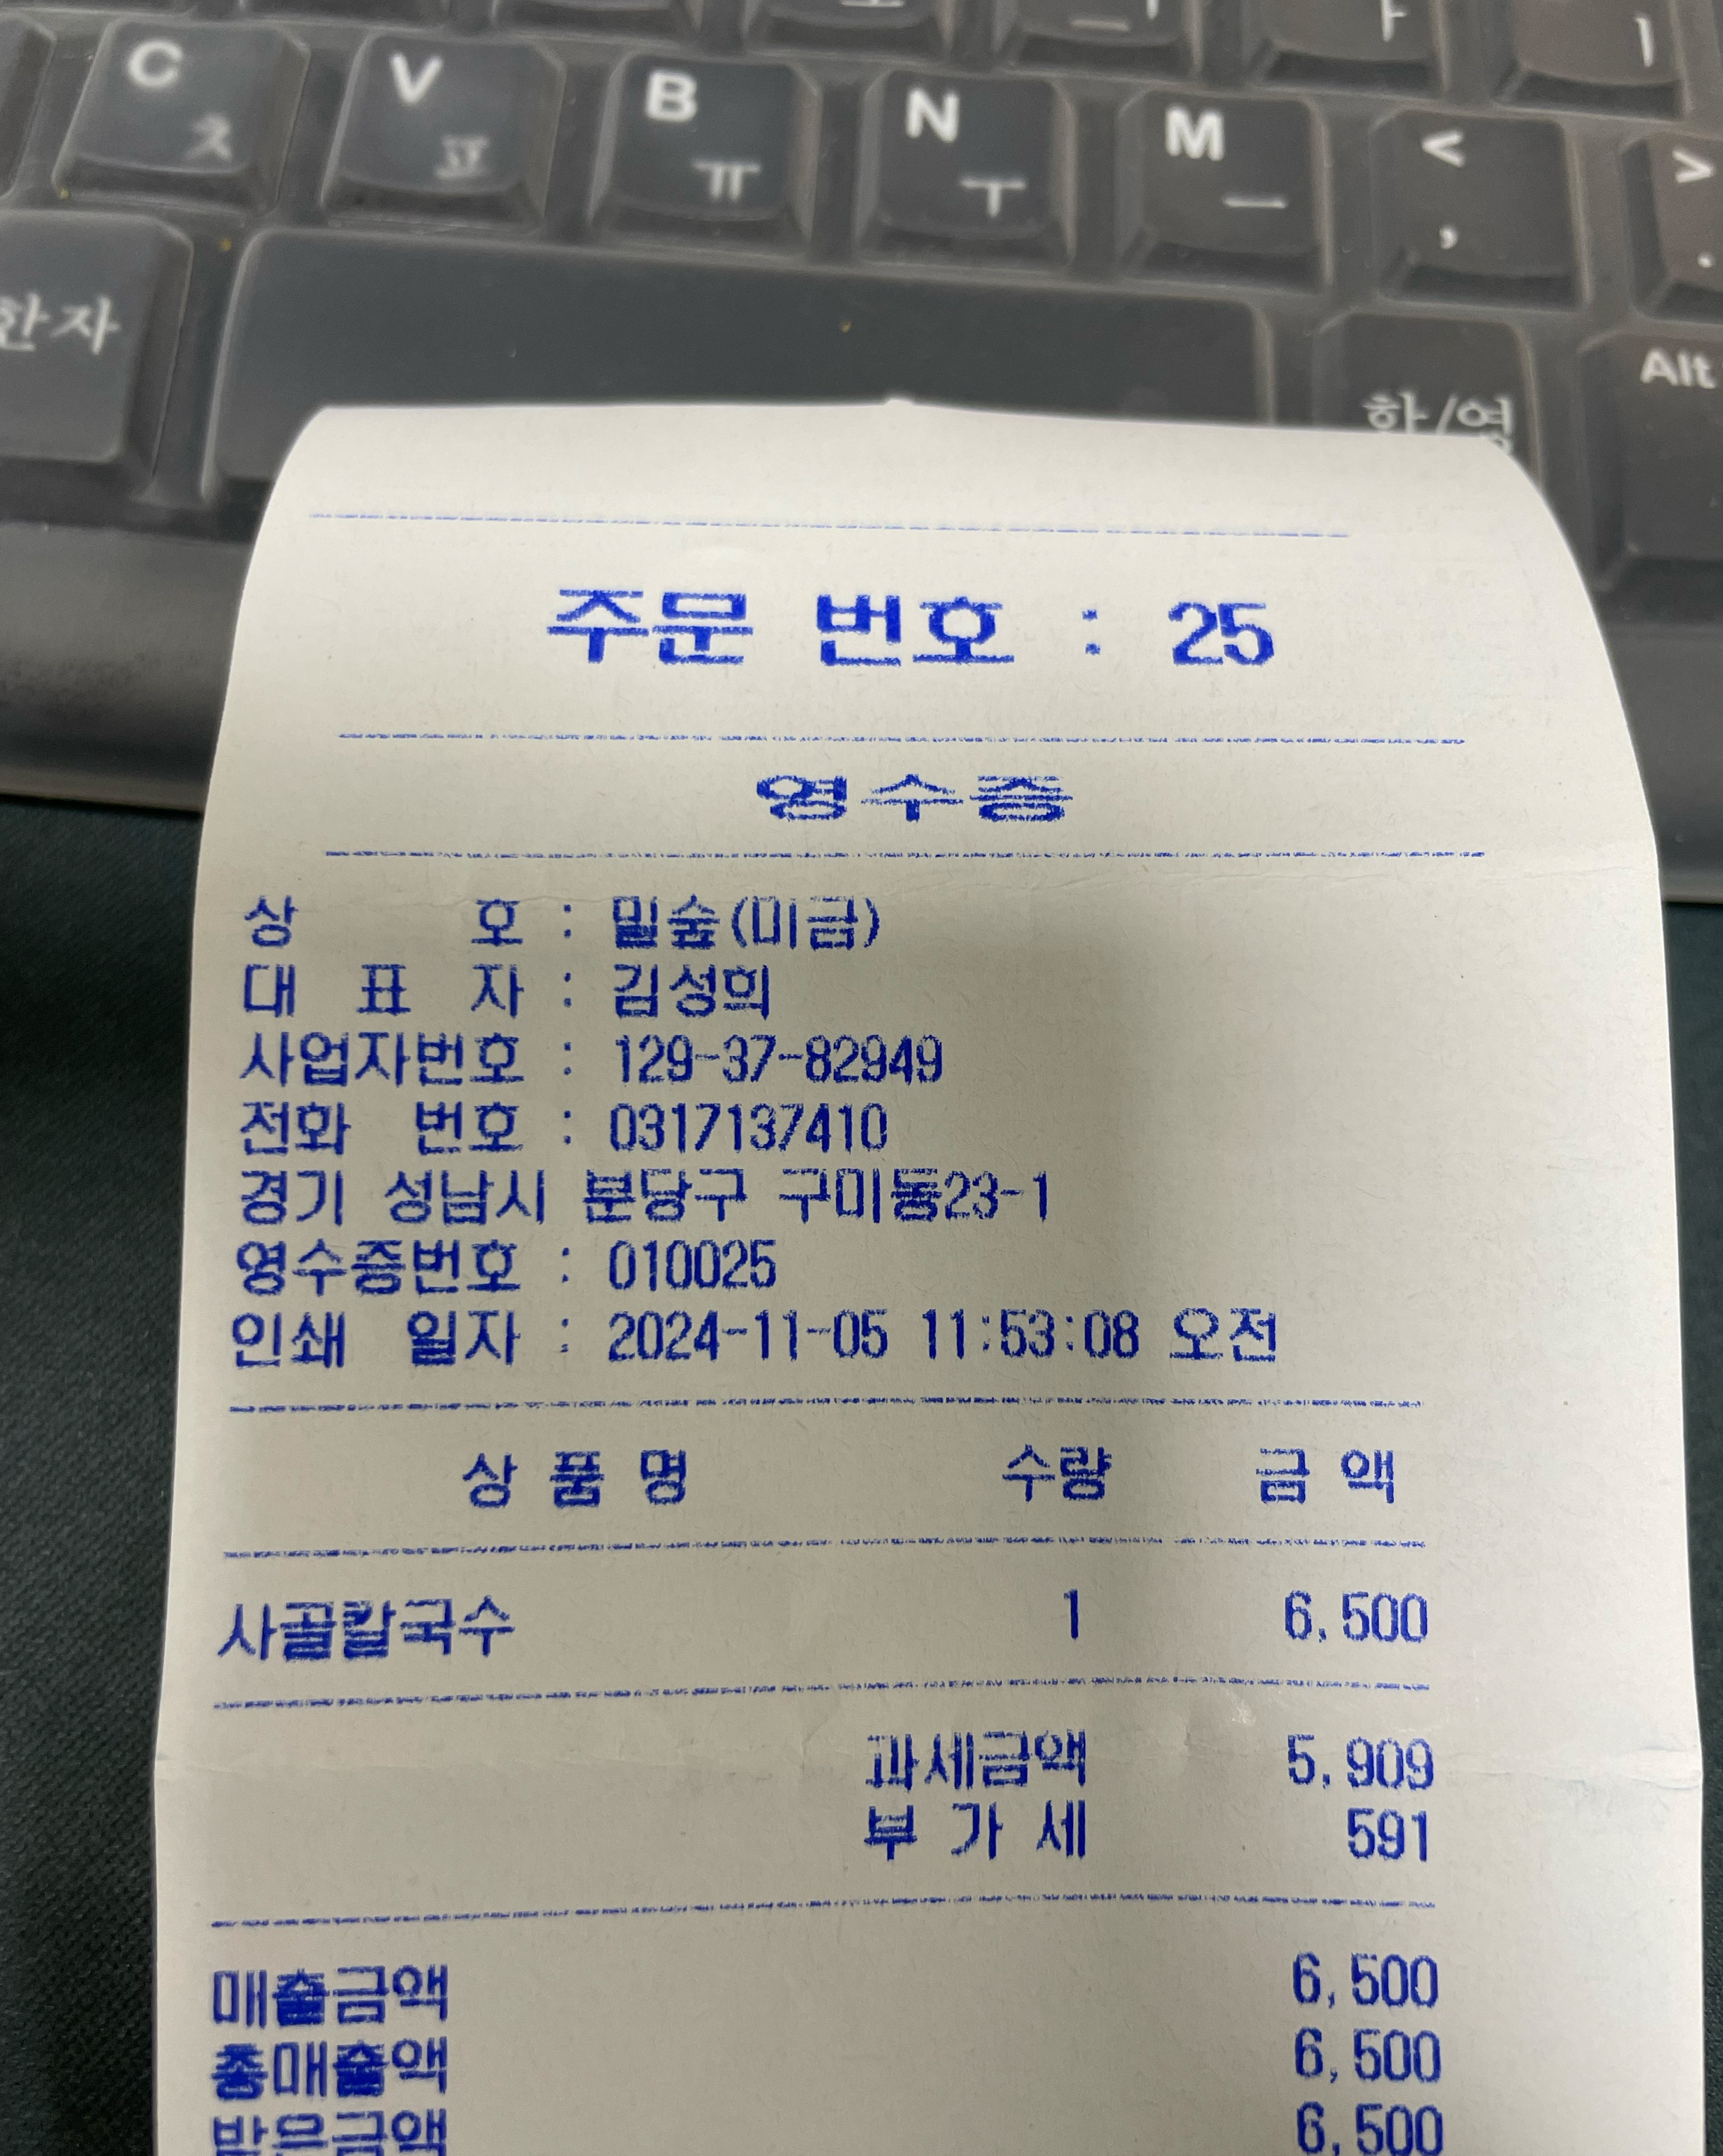 C V B N M < >
ㅊ ㅍ ㅠ ㅜ ㅡ , .
한자 한/영 Alt
주문 번호 : 25
영수증
상 호 : 밀숲(미금)
대 표 자 : 김성희
사업자번호 : 129-37-82949
전화 번호 : 0317137410
경기 성남시 분당구 구미동23-1
영수증번호 : 010025
인쇄 일자 : 2024-11-05 11:53:08 오전
상 품 명 수량 금 액
사골칼국수 1 6,500
과세금액 5,909
부 가 세 591
매출금액 6,500
총매출액 6,500
받은금액 6,500